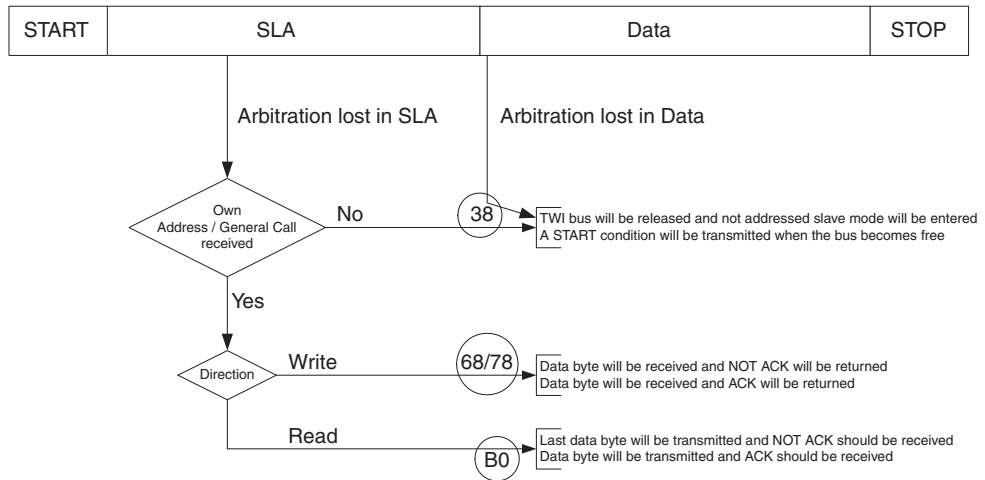 START SLA Data STOP
Arbitration lost in SLA Arbitration lost in Data
Own
Address / General Call
received
No
38
TWI bus will be released and not addressed slave mode will be entered
A START condition will be transmitted when the bus becomes free
Yes
Direction
Write
68/78
Data byte will be received and NOT ACK will be returned
Data byte will be received and ACK will be returned
Read
B0
Last data byte will be transmitted and NOT ACK should be received
Data byte will be transmitted and ACK should be received